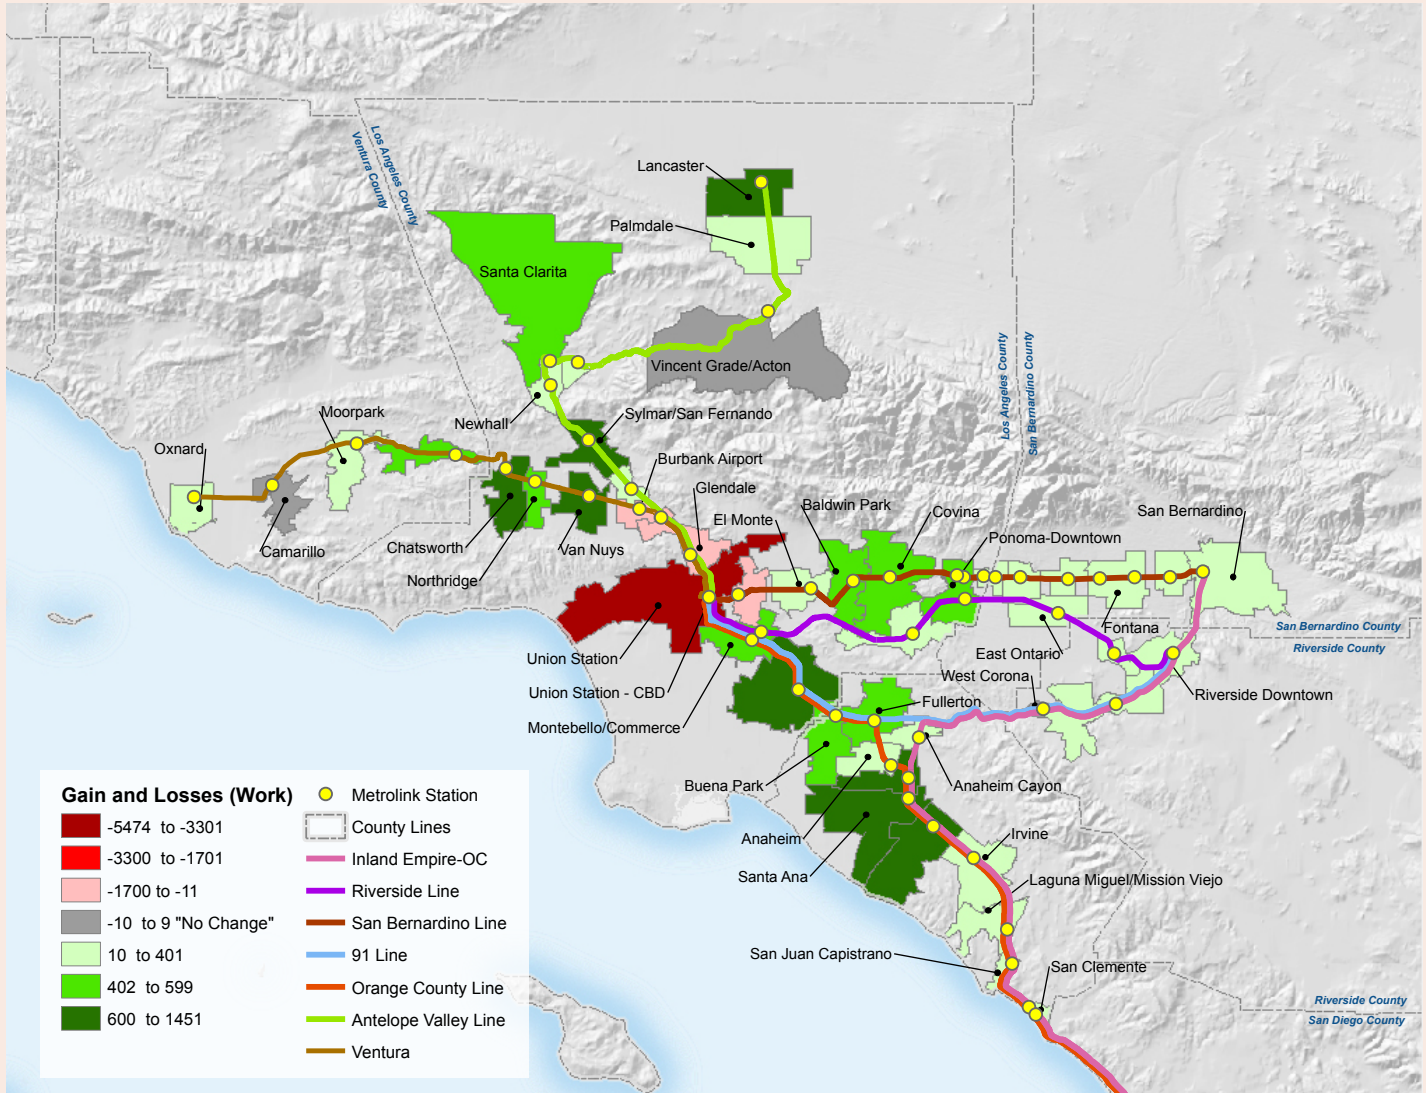 Los Angeles County
Ventura County
Lancaster
Palmdale
Santa Clarita
Los Angeles County
San Bernardino County
Vincent Grade/Acton
Moorpark
Newhall
Sylmar/San Fernando
Oxnard
Burbank Airport
Glendale
El Monte
Baldwin Park
Covina
San Bernardino
Ponoma-Downtown
Camarillo
Chatsworth
Van Nuys
Northridge
Fontana
San Bernardino County
Riverside County
East Ontario
Union Station
West Corona
Riverside Downtown
Union Station - CBD
Fullerton
Montebello/Commerce
Buena Park
Anaheim Cayon
Anaheim
Irvine
Santa Ana
Laguna Miguel/Mission Viejo
San Juan Capistrano
San Clemente
Riverside County
San Diego County
Gain and Losses (Work)
-5474 to -3301
-3300 to -1701
-1700 to -11
-10 to 9 "No Change"
10 to 401
402 to 599
600 to 1451
Metrolink Station
County Lines
Inland Empire-OC
Riverside Line
San Bernardino Line
91 Line
Orange County Line
Antelope Valley Line
Ventura